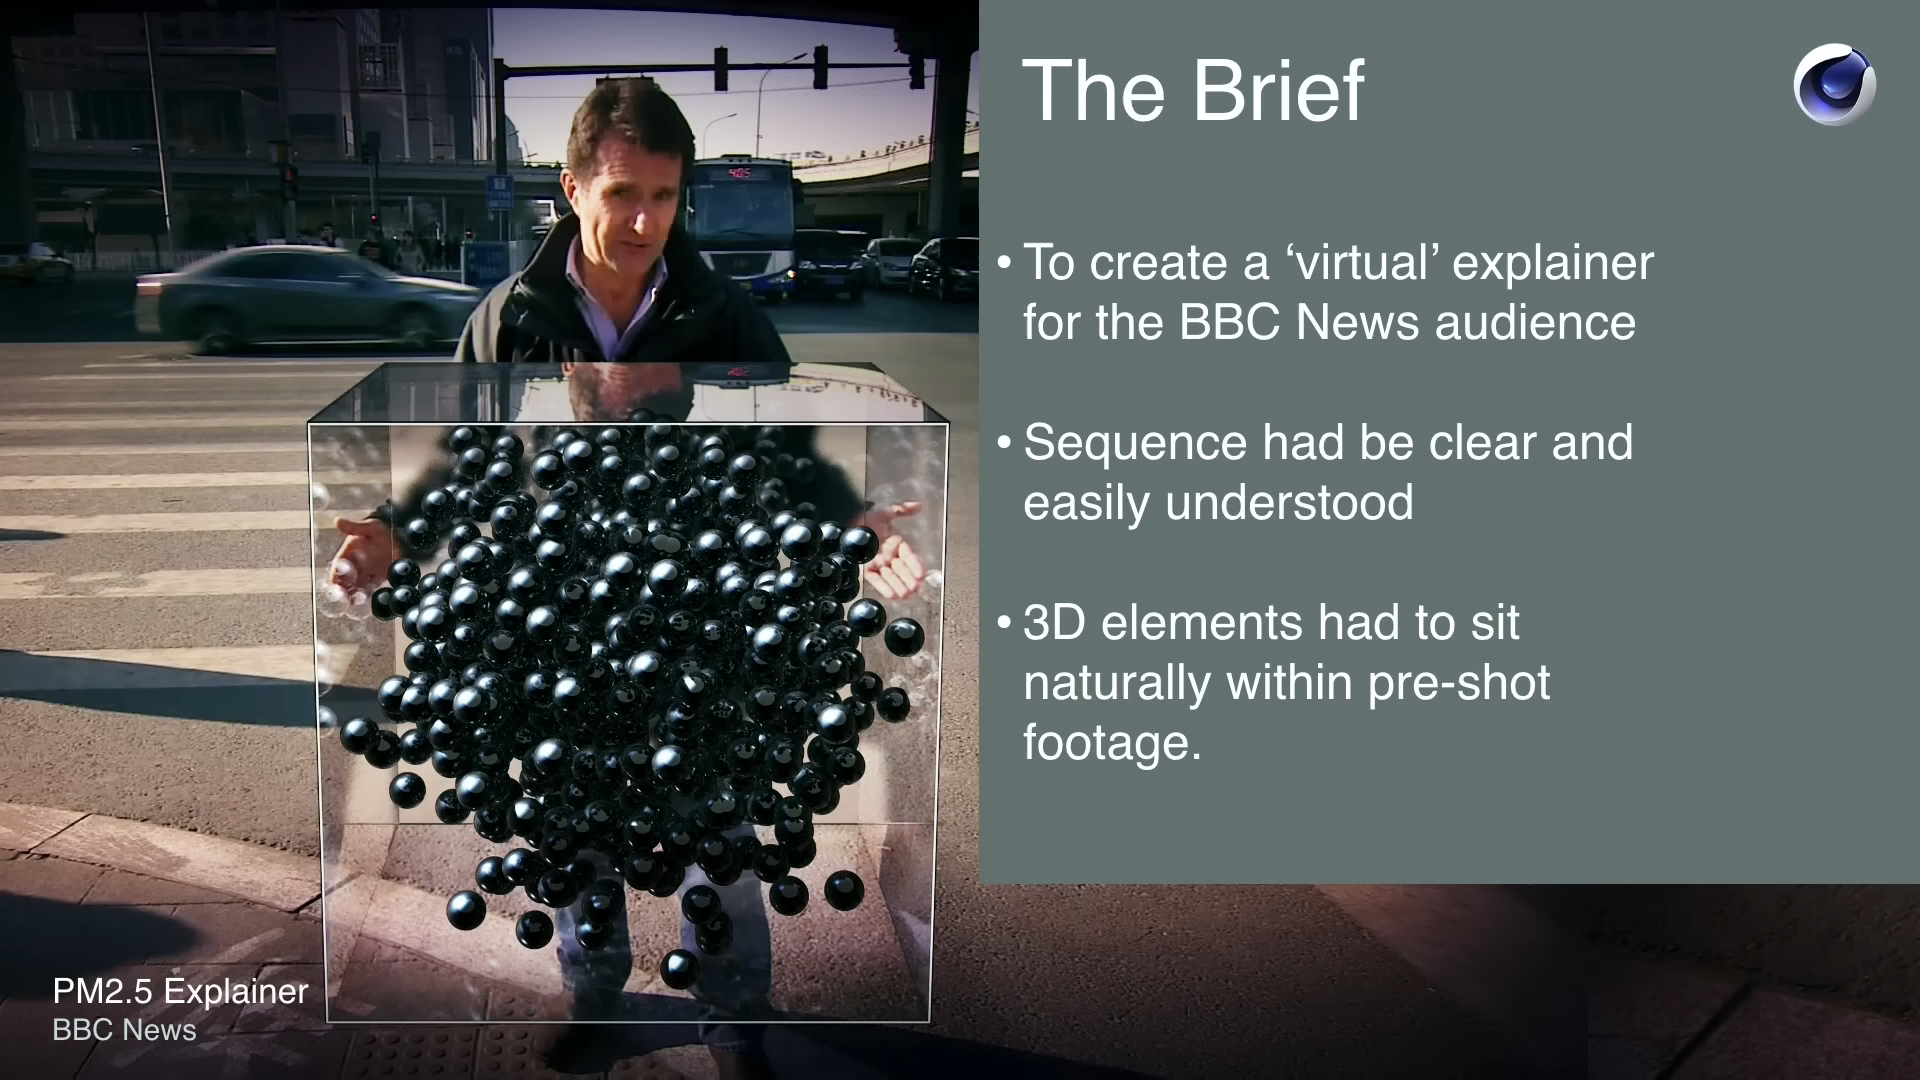 The Brief
• To create a ‘virtual’ explainer
for the BBC News audience
• Sequence had be clear and
easily understood
• 3D elements had to sit
naturally within pre-shot
footage.
405
PM2.5 Explainer
BBC News